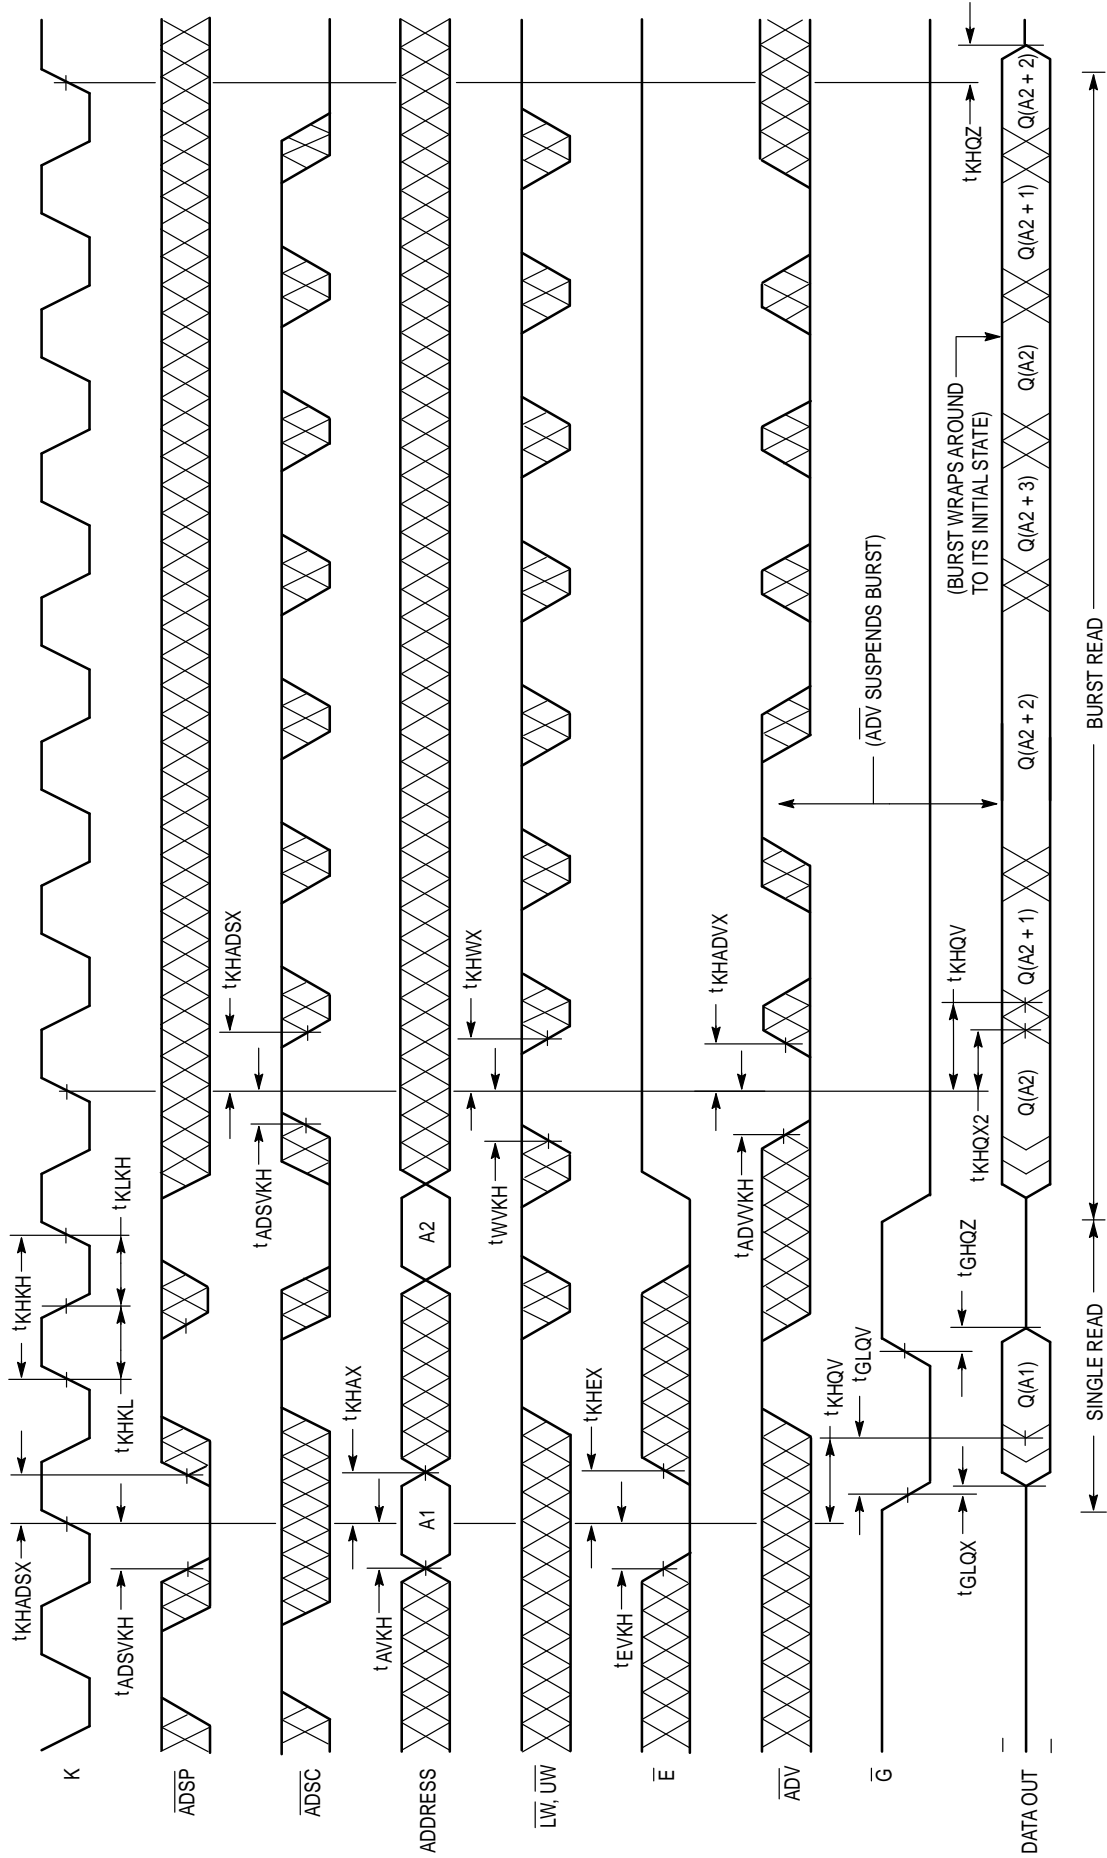 K
ADSP
ADSC
ADDRESS
LW, UW
E
ADV
G
DATA OUT
tKHADSX
tKHKH
tADSVKH
tKHKL
tKLKH
tADSVKH
tKHADSX
tAVKH
tKHAX
A1
A2
tWVKH
tKHWX
tEVKH
tKHEX
tADVVKH
tKHADVX
tKHQV
tGLQV
(ADV SUSPENDS BURST)
tGLQX
tGHQZ
tKHQX2
tKHQV
(BURST WRAPS AROUND
TO ITS INITIAL STATE)
tKHQZ
Q(A1)
Q(A2)
Q(A2 + 1)
Q(A2 + 2)
Q(A2 + 3)
Q(A2)
Q(A2 + 1)
Q(A2 + 2)
SINGLE READ
BURST READ